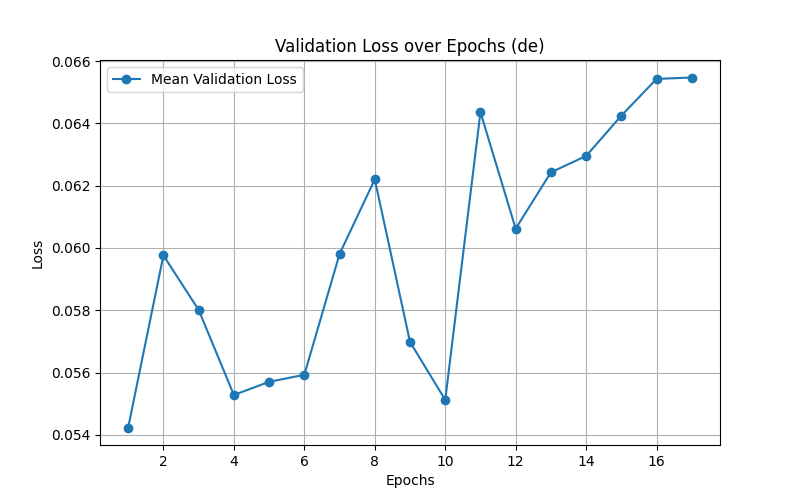 Validation Loss over Epochs (de)
Mean Validation Loss
0.066
0.064
0.062
0.060
0.058
0.056
0.054
Loss
2 4 6 8 10 12 14 16
Epochs